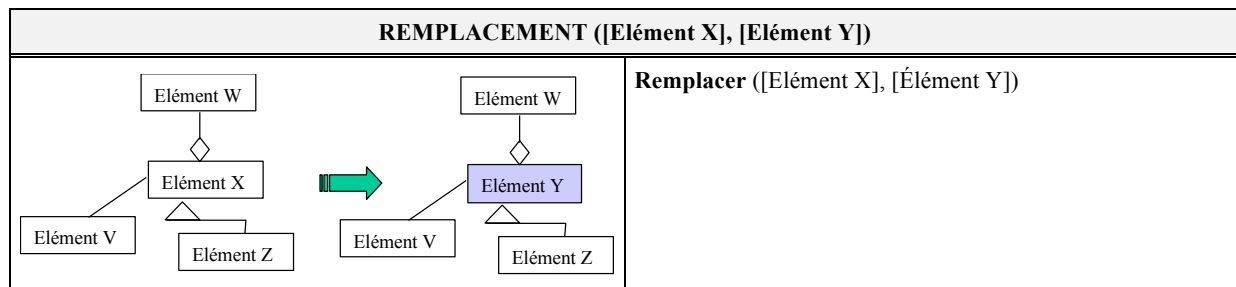 REMPLACEMENT ([Elément X], [Elément Y])
Elément W
Elément X
Elément V
Elément Z
Elément W
Elément Y
Elément V
Elément Z
Remplacer ([Elément X], [Élément Y])